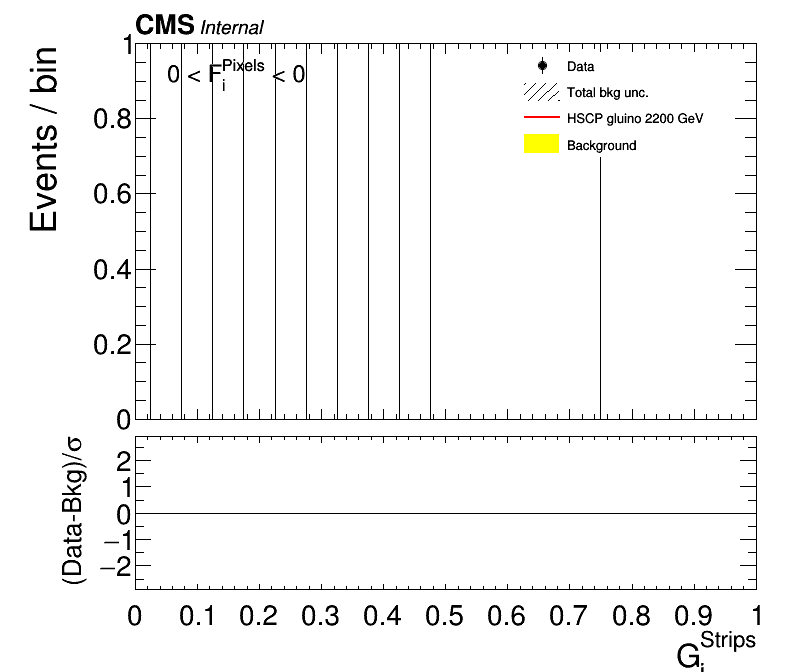 CMS Internal
Events / bin
1
0.8
0.6
0.4
0.2
0
0 < F_i^Pixels < 0
Data
Total bkg unc.
HSCP gluino 2200 GeV
Background
(Data-Bkg)/σ
2
1
0
−1
−2
0 0.1 0.2 0.3 0.4 0.5 0.6 0.7 0.8 0.9 1
G_i^Strips